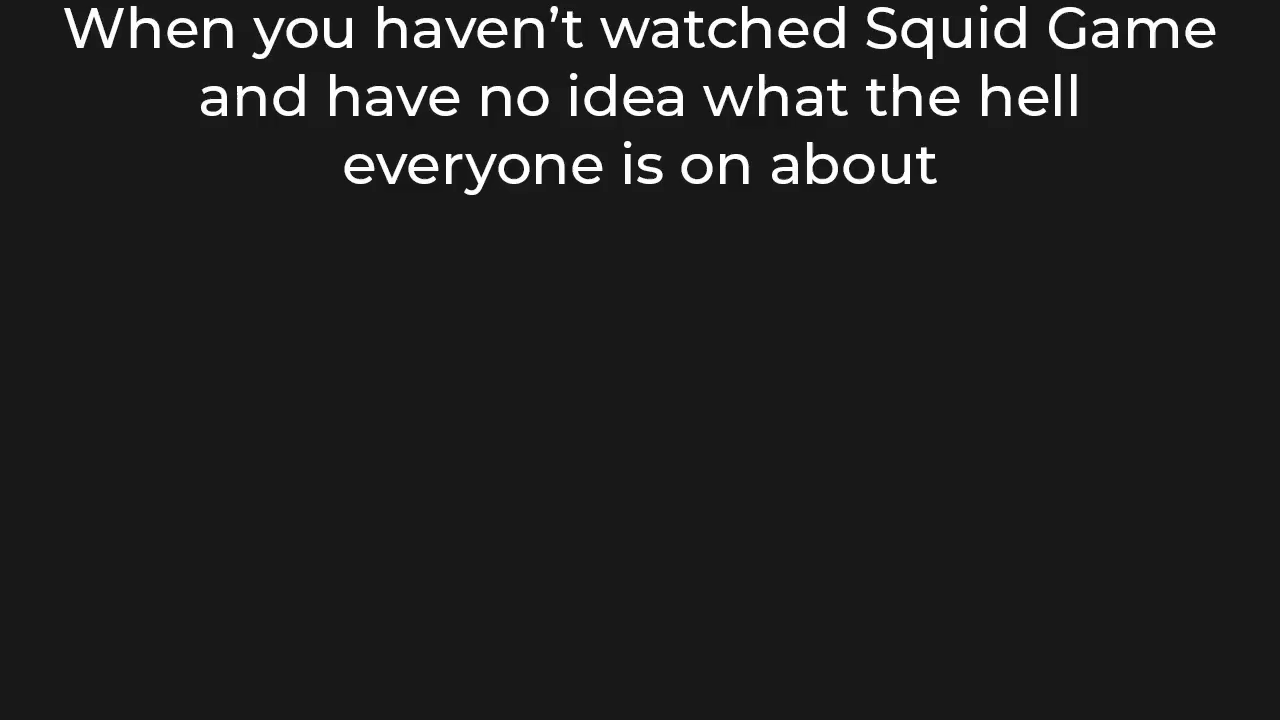 When you haven’t watched Squid Game
and have no idea what the hell
everyone is on about